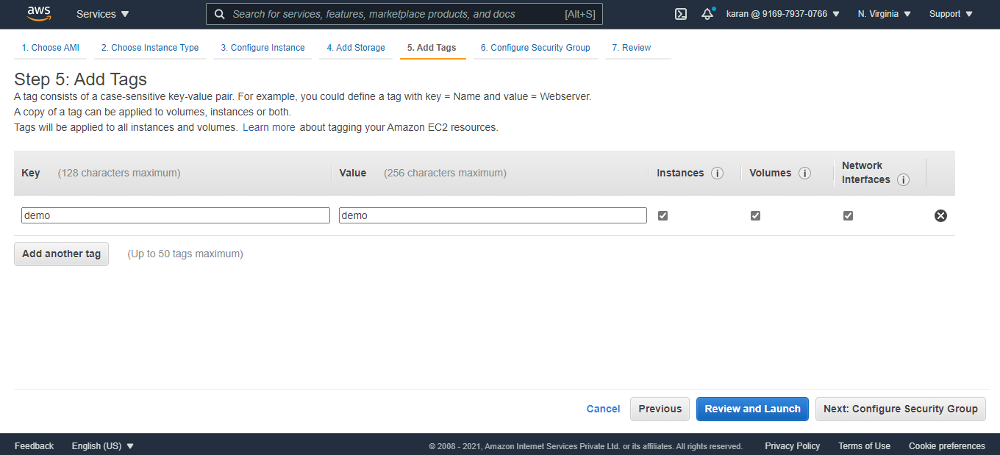 aws Services Search for services, features, marketplace products, and docs [Alt+S] karan @ 9169-7937-0766 N. Virginia Support
1. Choose AMI 2. Choose Instance Type 3. Configure Instance 4. Add Storage 5. Add Tags 6. Configure Security Group 7. Review
Step 5: Add Tags
A tag consists of a case-sensitive key-value pair. For example, you could define a tag with key = Name and value = Webserver.
A copy of a tag can be applied to volumes, instances or both.
Tags will be applied to all instances and volumes. Learn more about tagging your Amazon EC2 resources.
Key (128 characters maximum) Value (256 characters maximum) Instances i Volumes i Network Interfaces i
demo demo
Add another tag (Up to 50 tags maximum)
Cancel Previous Review and Launch Next: Configure Security Group
Feedback English (US) © 2008 - 2021, Amazon Internet Services Private Ltd. or its affiliates. All rights reserved. Privacy Policy Terms of Use Cookie preferences